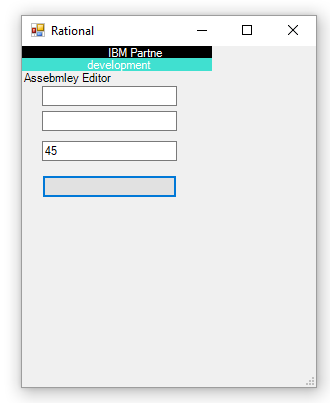 Rational
IBM Partne
development
Assebmley Editor
45